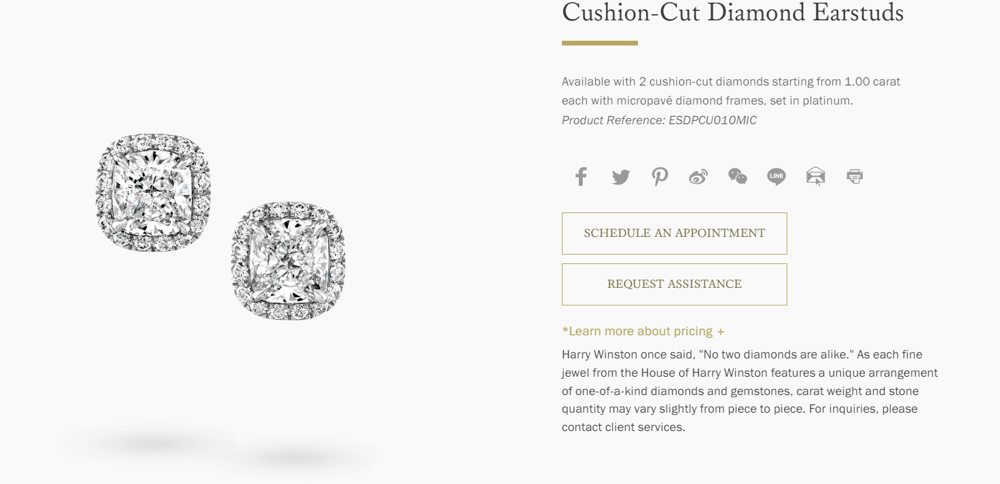 Cushion-Cut Diamond Earstuds
Available with 2 cushion-cut diamonds starting from 1.00 carat
each with micropavé diamond frames, set in platinum.
Product Reference: ESDPCU010MIC
LINE
SCHEDULE AN APPOINTMENT
REQUEST ASSISTANCE
*Learn more about pricing +
Harry Winston once said, "No two diamonds are alike." As each fine
jewel from the House of Harry Winston features a unique arrangement
of one-of-a-kind diamonds and gemstones, carat weight and stone
quantity may vary slightly from piece to piece. For inquiries, please
contact client services.